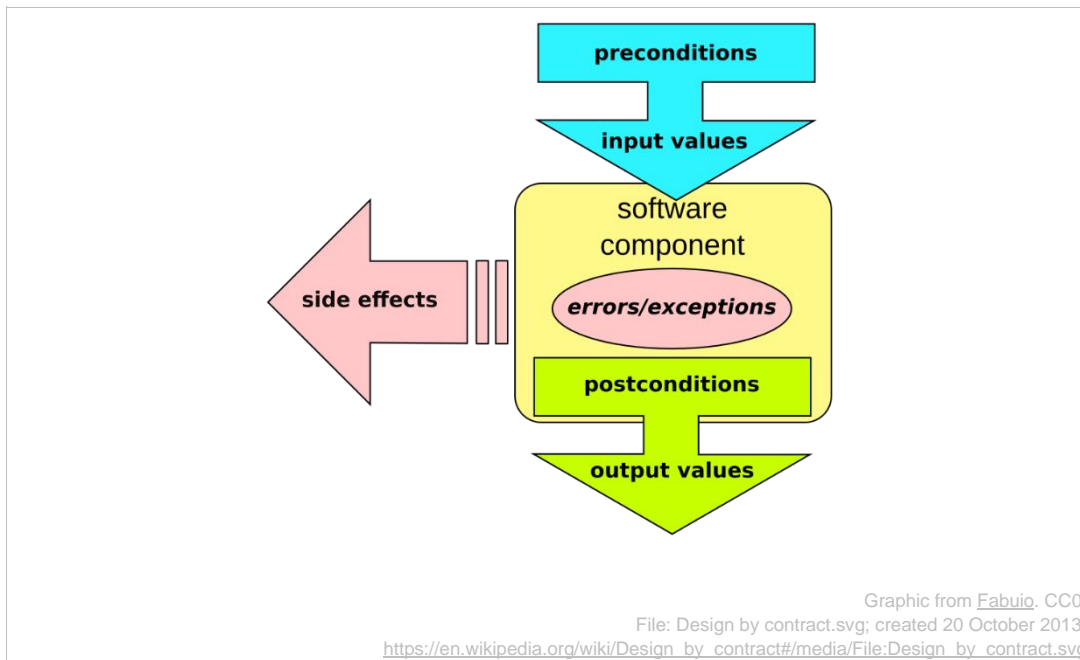 preconditions
input values
software
component
side effects
errors/exceptions
postconditions
output values
Graphic from Fabuio. CC0
File: Design by contract.svg; created 20 October 2013
https://en.wikipedia.org/wiki/Design_by_contract#/media/File:Design_by_contract.svg